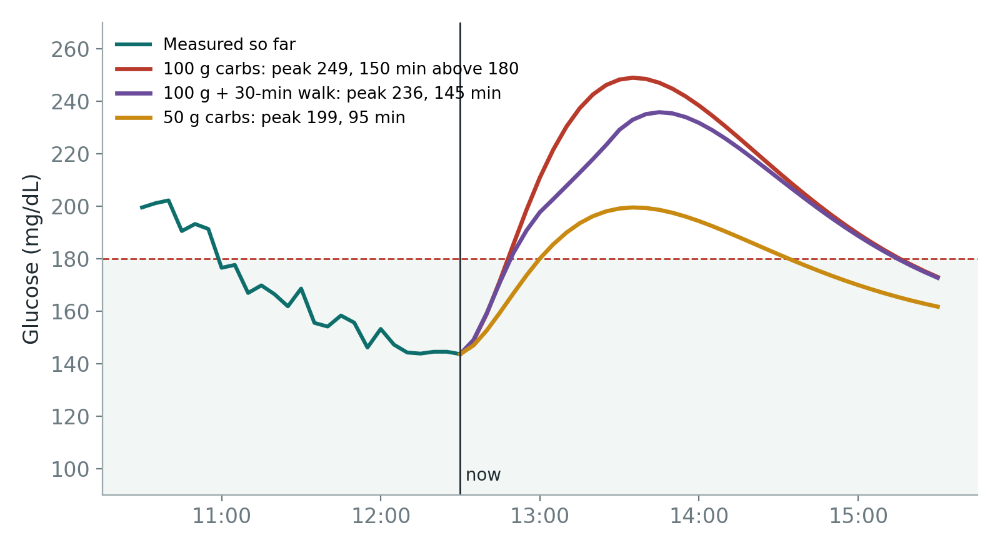 Measured so far
100 g carbs: peak 249, 150 min above 180
100 g + 30-min walk: peak 236, 145 min
50 g carbs: peak 199, 95 min
Glucose (mg/dL)
260
240
220
200
180
160
140
120
100
now
11:00
12:00
13:00
14:00
15:00